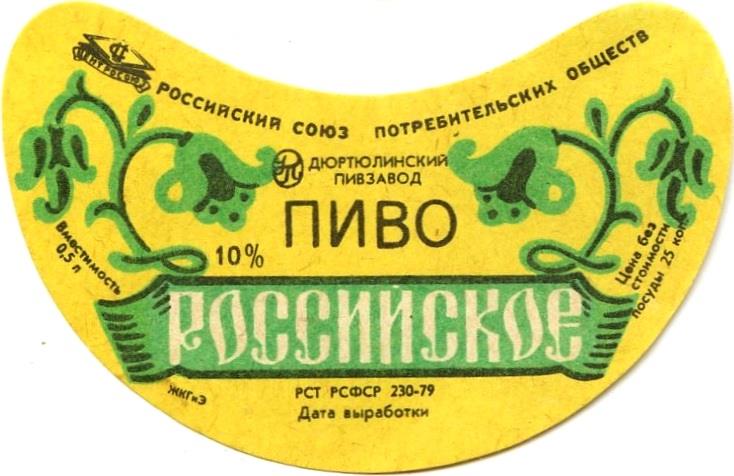 ЦЕНТРОСОЮЗ
РОССИЙСКИЙ СОЮЗ ПОТРЕБИТЕЛЬСКИХ ОБЩЕСТВ
ДЮРТЮЛИНСКИЙ
ПИВЗАВОД
ПИВО
10%
Вместимость
0,5 л
Цена без
стоимости
посуды 25 коп
РОССИЙСКОЕ
ЖКГиЭ
РСТ РСФСР 230-79
Дата выработки